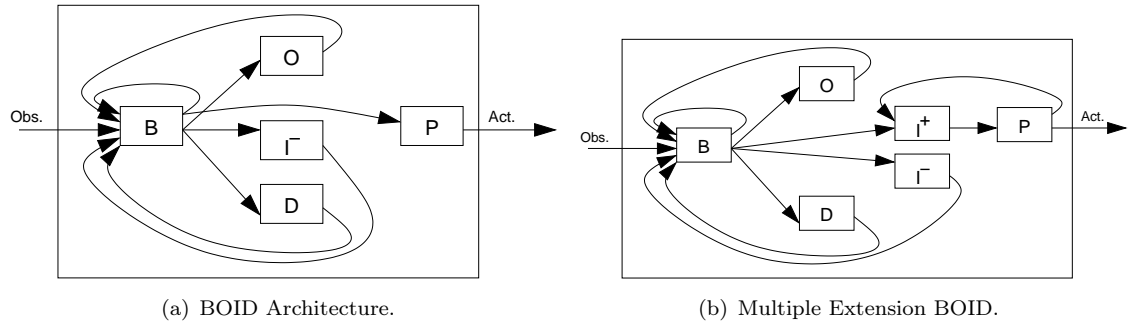 O
Obs.
B
I⁻
P
Act.
D
(a) BOID Architecture.
O
Obs.
B
I⁺
P
Act.
I⁻
D
(b) Multiple Extension BOID.